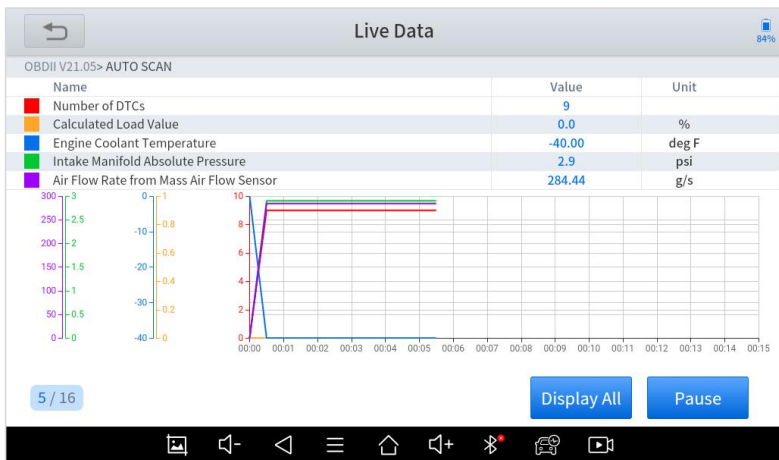 Live Data
84%
OBDII V21.05> AUTO SCAN
Name Value Unit
Number of DTCs 9
Calculated Load Value 0.0 %
Engine Coolant Temperature -40.00 deg F
Intake Manifold Absolute Pressure 2.9 psi
Air Flow Rate from Mass Air Flow Sensor 284.44 g/s
300 3 0 1 10
250 2.5 -10 0.8 8
200 2 0.6 6
150 1.5 -20 0.4 4
100 1 -30 0.2 2
50 0.5
0 0 -40 0 0
00:00 00:01 00:02 00:03 00:04 00:05 00:06 00:07 00:08 00:09 00:10 00:11 00:12 00:13 00:14 00:15
5 / 16
Display All
Pause